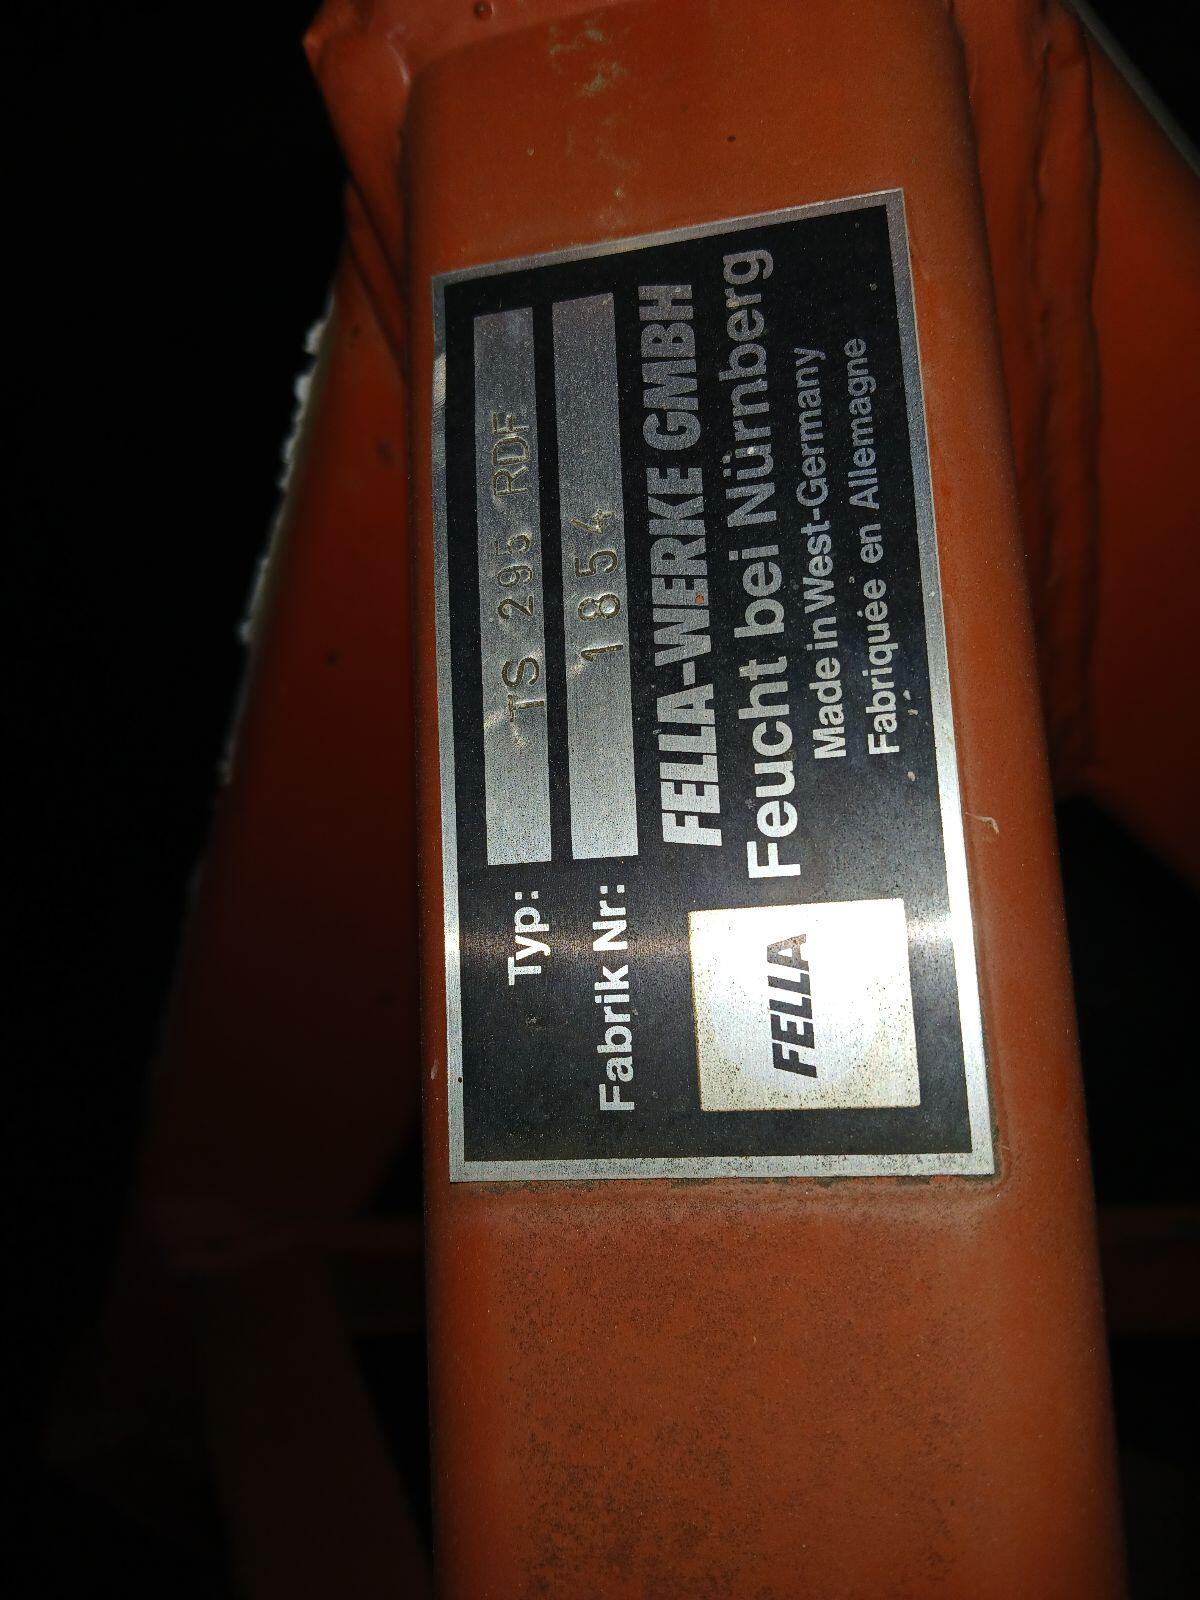 Typ: TS 295 RDF
Fabrik Nr: 1854
FELLA-WERKE GMBH
Feucht bei Nürnberg
Made in West-Germany
Fabriquée en Allemagne
FELLA